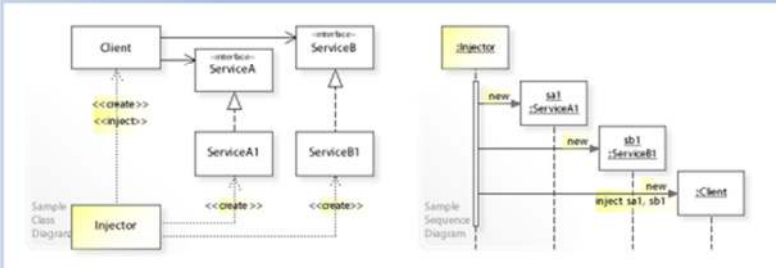 Client
«interface»
ServiceA
«interface»
ServiceB
<<create>>
<<inject>>
ServiceA1
ServiceB1
<<create >>
<<create>>
Injector
Sample
Class
Diagram
:Injector
new
sa1
:ServiceA1
new
sb1
:ServiceB1
new
inject sa1, sb1
:Client
Sample
Sequence
Diagram